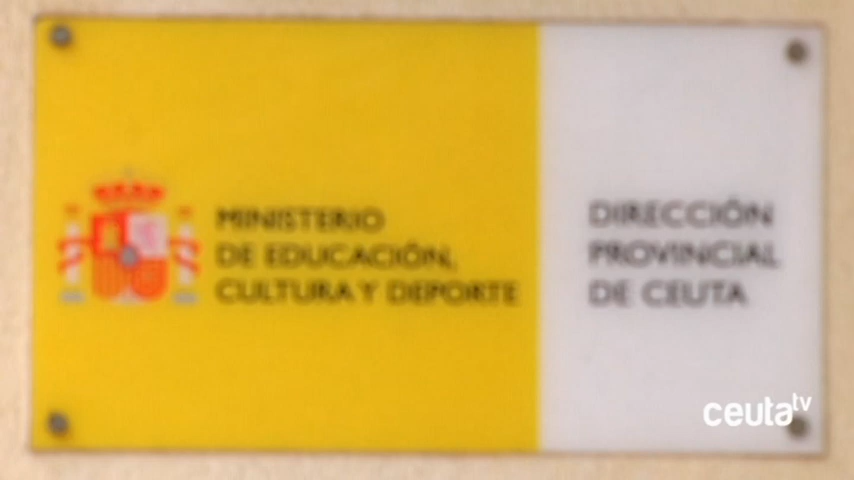 MINISTERIO
DE EDUCACIÓN,
CULTURA Y DEPORTE
DIRECCIÓN
PROVINCIAL
DE CEUTA
ceuta tv